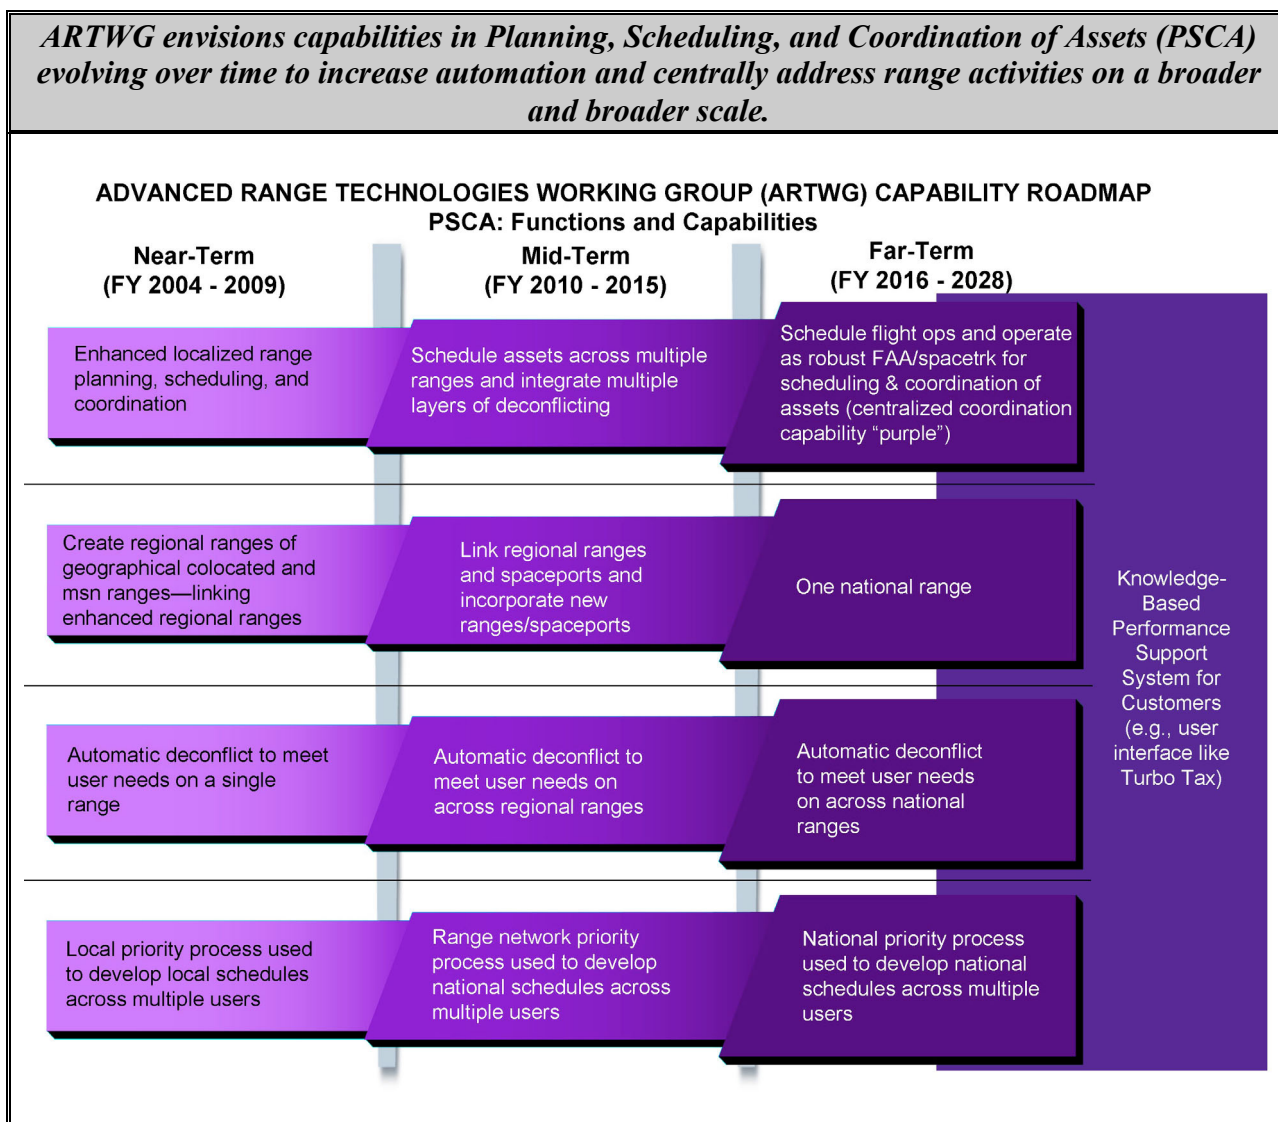 ARTWG envisions capabilities in Planning, Scheduling, and Coordination of Assets (PSCA)
evolving over time to increase automation and centrally address range activities on a broader
and broader scale.
ADVANCED RANGE TECHNOLOGIES WORKING GROUP (ARTWG) CAPABILITY ROADMAP
PSCA: Functions and Capabilities
Near-Term
(FY 2004 - 2009)
Mid-Term
(FY 2010 - 2015)
Far-Term
(FY 2016 - 2028)
Enhanced localized range
planning, scheduling, and
coordination
Schedule assets across multiple
ranges and integrate multiple
layers of deconflicting
Schedule flight ops and operate
as robust FAA/spacetrk for
scheduling & coordination of
assets (centralized coordination
capability “purple”)
Create regional ranges of
geographical colocated and
msn ranges—linking
enhanced regional ranges
Link regional ranges
and spaceports and
incorporate new
ranges/spaceports
One national range
Automatic deconflict to meet
user needs on a single
range
Automatic deconflict to
meet user needs on
across regional ranges
Automatic deconflict
to meet user needs
on across national
ranges
Local priority process used
to develop local schedules
across multiple users
Range network priority
process used to develop
national schedules across
multiple users
National priority process
used to develop national
schedules across multiple
users
Knowledge-
Based
Performance
Support
System for
Customers
(e.g., user
interface like
Turbo Tax)